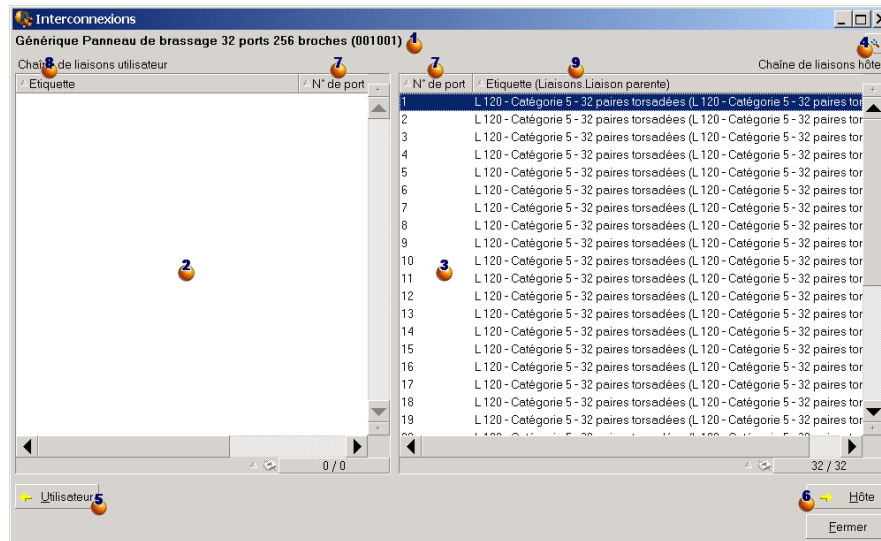 Interconnexions
Générique Panneau de brassage 32 ports 256 broches (001001) 1
4
Chaîne de liaisons utilisateur
Chaîne de liaisons hôte
8 7 7 9
Etiquette N° de port
N° de port Etiquette (Liaisons.Liaison parente)
1 L 120 - Catégorie 5 - 32 paires torsadées (L 120 - Catégorie 5 - 32 paires tor
2 L 120 - Catégorie 5 - 32 paires torsadées (L 120 - Catégorie 5 - 32 paires tor
3 L 120 - Catégorie 5 - 32 paires torsadées (L 120 - Catégorie 5 - 32 paires tor
4 L 120 - Catégorie 5 - 32 paires torsadées (L 120 - Catégorie 5 - 32 paires tor
5 L 120 - Catégorie 5 - 32 paires torsadées (L 120 - Catégorie 5 - 32 paires tor
6 L 120 - Catégorie 5 - 32 paires torsadées (L 120 - Catégorie 5 - 32 paires tor
7 L 120 - Catégorie 5 - 32 paires torsadées (L 120 - Catégorie 5 - 32 paires tor
8 L 120 - Catégorie 5 - 32 paires torsadées (L 120 - Catégorie 5 - 32 paires tor
9 L 120 - Catégorie 5 - 32 paires torsadées (L 120 - Catégorie 5 - 32 paires tor
2
3
10 L 120 - Catégorie 5 - 32 paires torsadées (L 120 - Catégorie 5 - 32 paires tor
11 L 120 - Catégorie 5 - 32 paires torsadées (L 120 - Catégorie 5 - 32 paires tor
12 L 120 - Catégorie 5 - 32 paires torsadées (L 120 - Catégorie 5 - 32 paires tor
13 L 120 - Catégorie 5 - 32 paires torsadées (L 120 - Catégorie 5 - 32 paires tor
14 L 120 - Catégorie 5 - 32 paires torsadées (L 120 - Catégorie 5 - 32 paires tor
15 L 120 - Catégorie 5 - 32 paires torsadées (L 120 - Catégorie 5 - 32 paires tor
16 L 120 - Catégorie 5 - 32 paires torsadées (L 120 - Catégorie 5 - 32 paires tor
17 L 120 - Catégorie 5 - 32 paires torsadées (L 120 - Catégorie 5 - 32 paires tor
18 L 120 - Catégorie 5 - 32 paires torsadées (L 120 - Catégorie 5 - 32 paires tor
19 L 120 - Catégorie 5 - 32 paires torsadées (L 120 - Catégorie 5 - 32 paires tor
0 / 0
32 / 32
Utilisateur 5
6 Hôte
Fermer